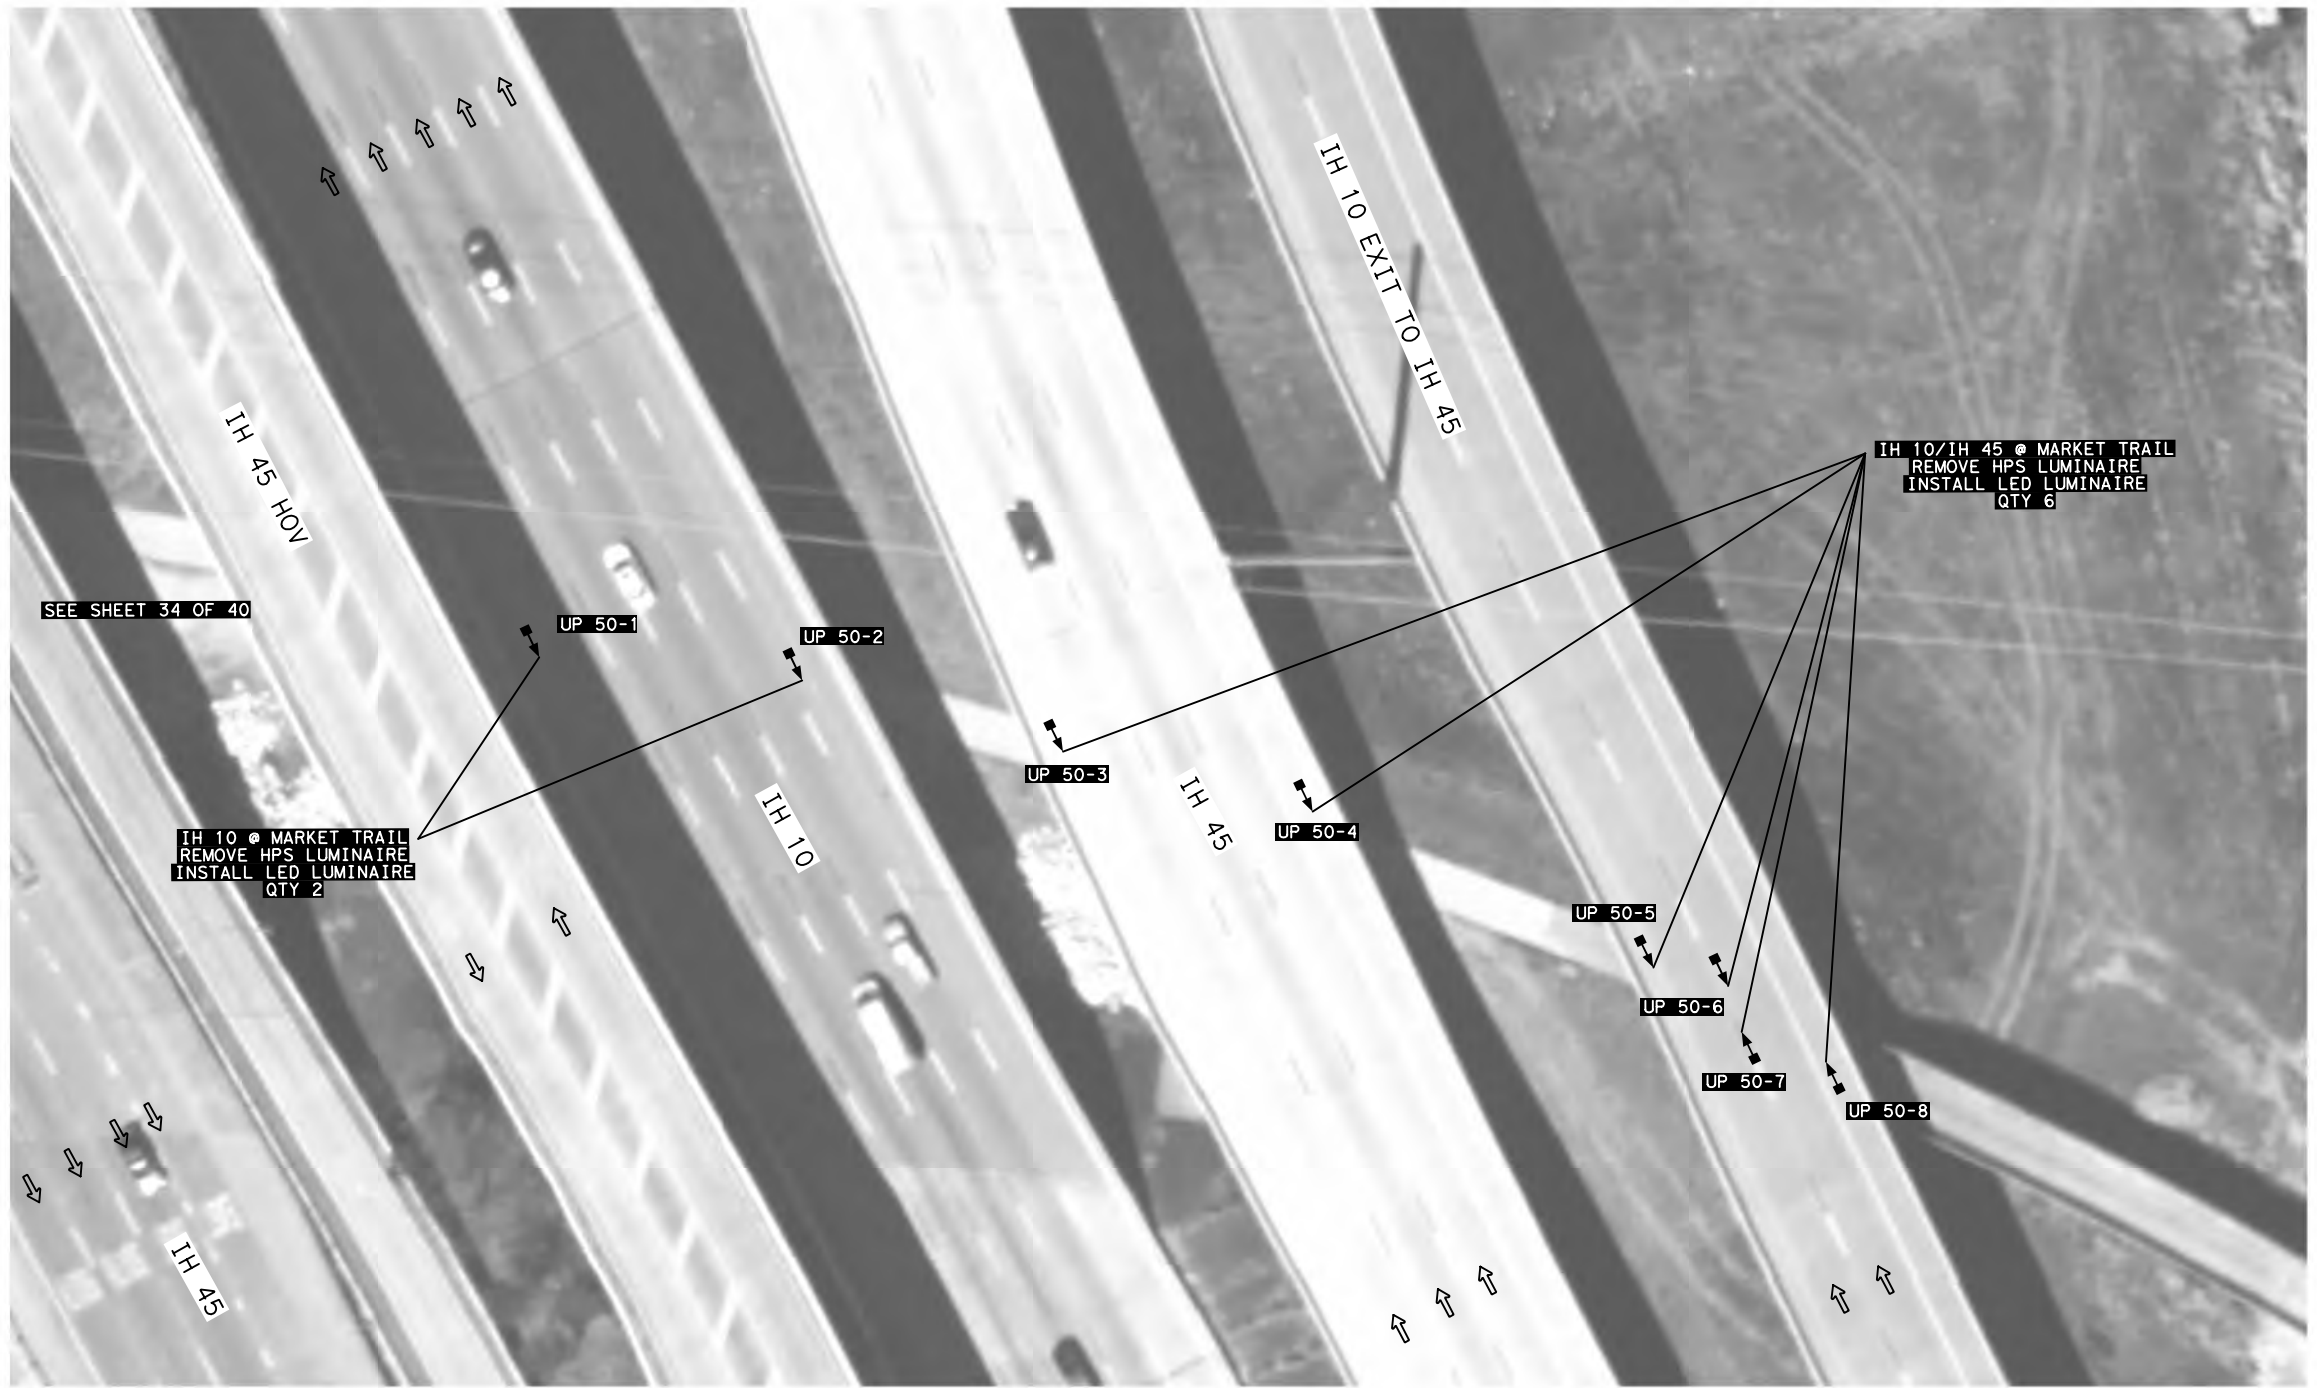 IH 10 EXIT TO IH 45
IH 45 HOV
IH 10/IH 45 @ MARKET TRAIL
REMOVE HPS LUMINAIRE
INSTALL LED LUMINAIRE
QTY 6
SEE SHEET 34 OF 40
UP 50-1
UP 50-2
UP 50-3
IH 10
IH 45
UP 50-4
IH 10 @ MARKET TRAIL
REMOVE HPS LUMINAIRE
INSTALL LED LUMINAIRE
QTY 2
UP 50-5
UP 50-6
UP 50-7
UP 50-8
IH 45